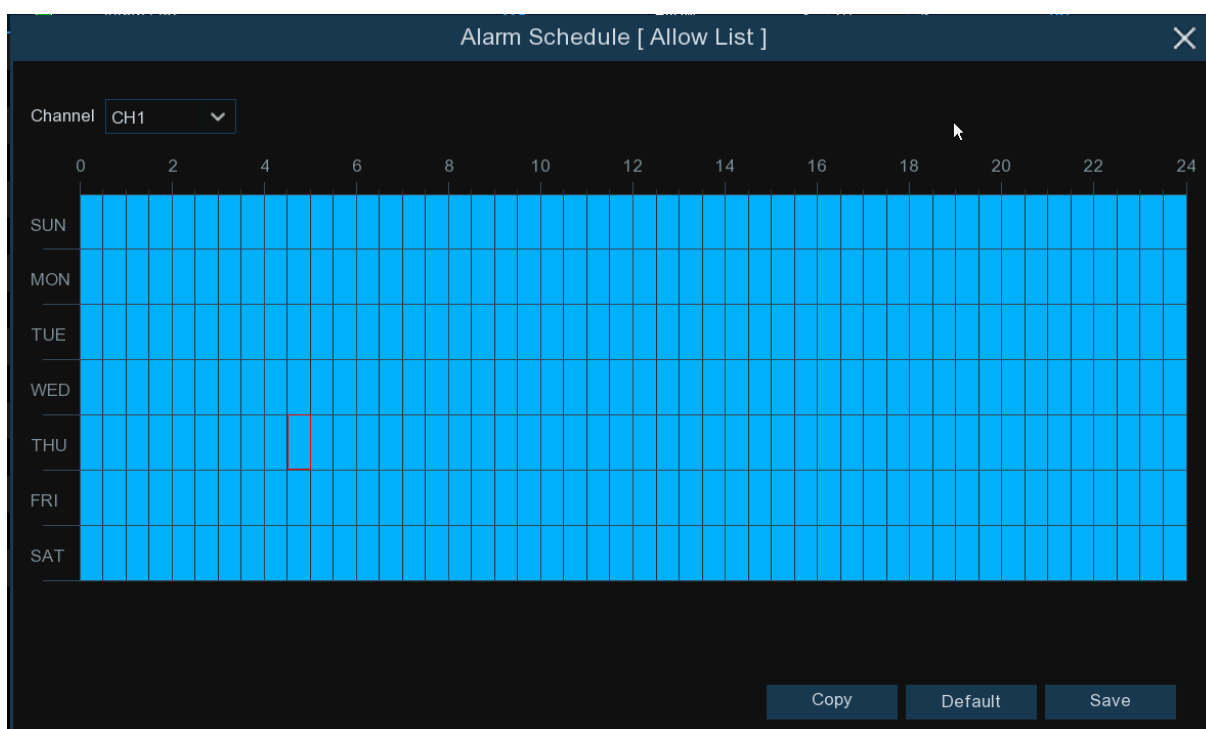 Alarm Schedule [ Allow List ]
Channel CH1
0 2 4 6 8 10 12 14 16 18 20 22 24
SUN
MON
TUE
WED
THU
FRI
SAT
Copy Default Save